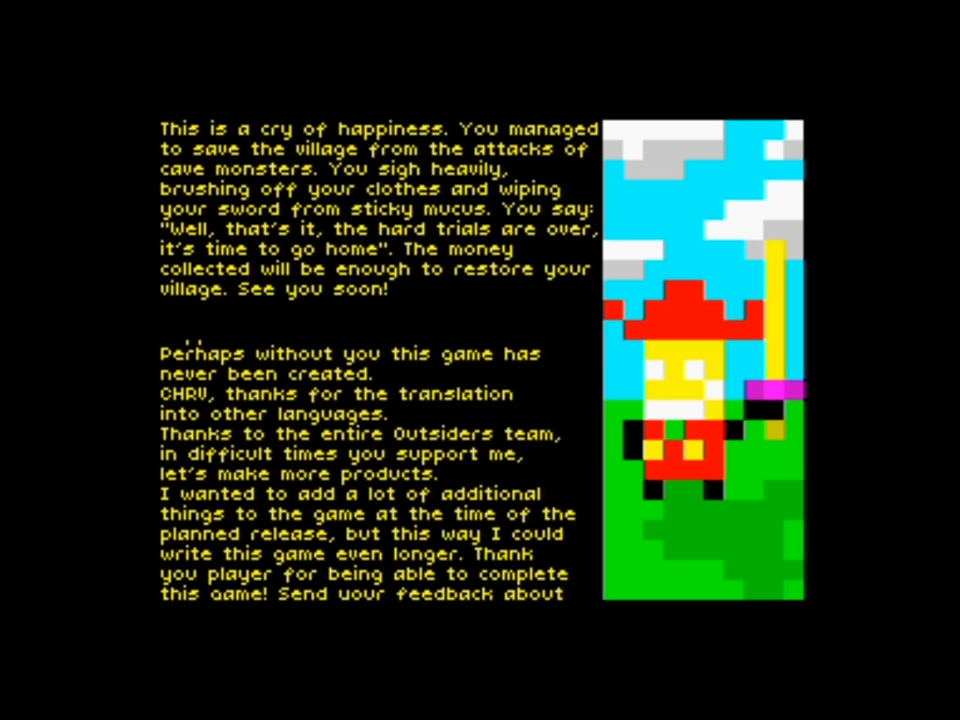 This is a cry of happiness. You managed
to save the village from the attacks of
cave monsters. You sigh heavily,
brushing off your clothes and wiping
your sword from sticky mucus. You say:
"Well, that's it, the hard trials are over,
it's time to go home". The money
collected will be enough to restore your
village. See you soon!
Perhaps without you this game has
never been created.
CHRV, thanks for the translation
into other languages.
Thanks to the entire Outsiders team,
in difficult times you support me,
let's make more products.
I wanted to add a lot of additional
things to the game at the time of the
planned release, but this way I could
write this game even longer. Thank
you player for being able to complete
this game! Send your feedback about